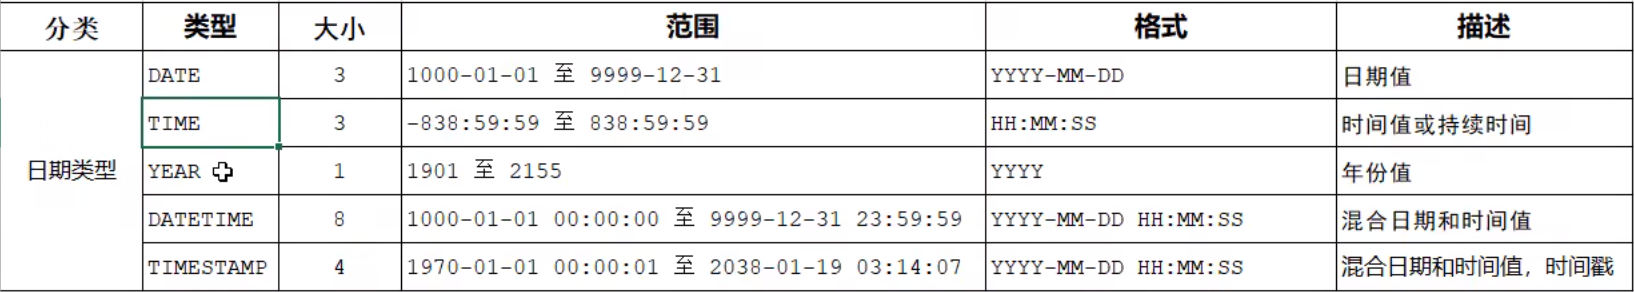 分类 类型 大小 范围 格式 描述
日期类型 DATE 3 1000-01-01 至 9999-12-31 YYYY-MM-DD 日期值
TIME 3 -838:59:59 至 838:59:59 HH:MM:SS 时间值或持续时间
YEAR 1 1901 至 2155 YYYY 年份值
DATETIME 8 1000-01-01 00:00:00 至 9999-12-31 23:59:59 YYYY-MM-DD HH:MM:SS 混合日期和时间值
TIMESTAMP 4 1970-01-01 00:00:01 至 2038-01-19 03:14:07 YYYY-MM-DD HH:MM:SS 混合日期和时间值，时间戳